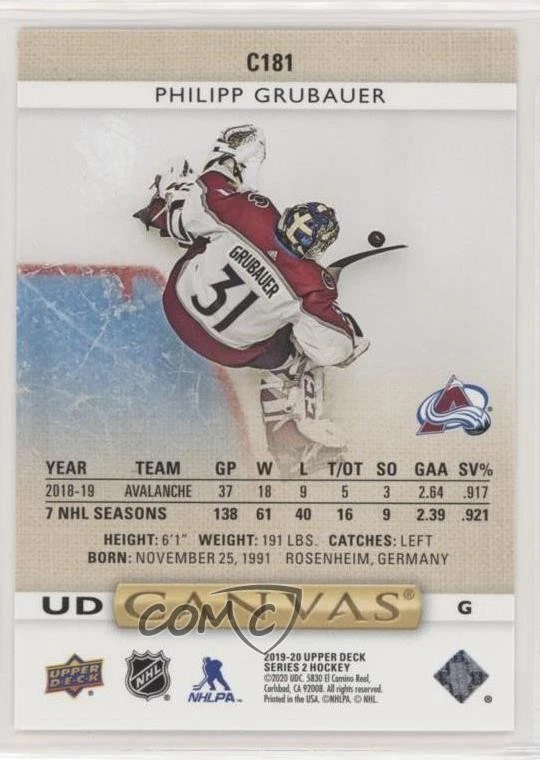 C181
PHILIPP GRUBAUER
GRUBAUER
31
CCM
YEAR TEAM GP W L T/OT SO GAA SV%
2018-19 AVALANCHE 37 18 9 5 3 2.64 .917
7 NHL SEASONS 138 61 40 16 9 2.39 .921
HEIGHT: 6'1" WEIGHT: 191 LBS. CATCHES: LEFT
BORN: NOVEMBER 25, 1991 ROSENHEIM, GERMANY
UD CANVAS® G
COMC
UPPER DECK
NHL
NHLPA
2019-20 UPPER DECK
SERIES 2 HOCKEY
©2020 UDC. 5830 El Camino Real,
Carlsbad, CA 92008. All rights reserved.
Printed in the USA. ©NHLPA. © NHL.
®